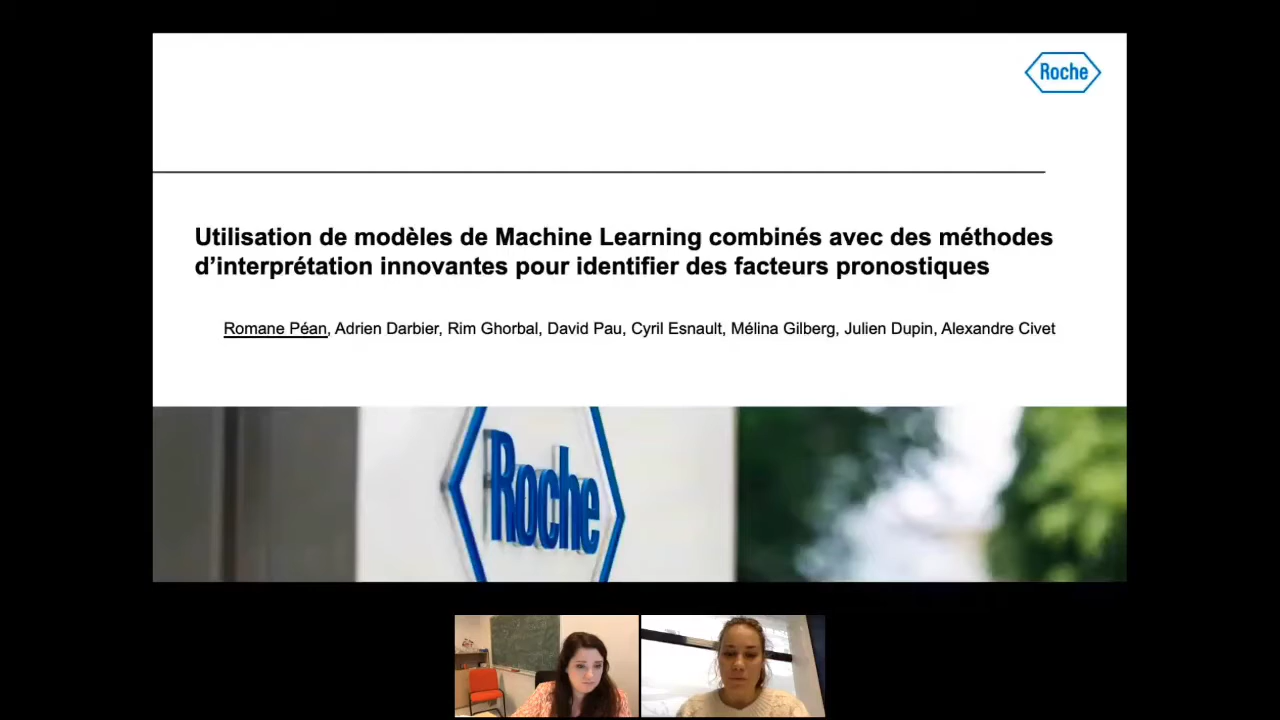 Roche
Utilisation de modèles de Machine Learning combinés avec des méthodes
d’interprétation innovantes pour identifier des facteurs pronostiques
Romane Péan, Adrien Darbier, Rim Ghorbal, David Pau, Cyril Esnault, Mélina Gilberg, Julien Dupin, Alexandre Civet
Roche